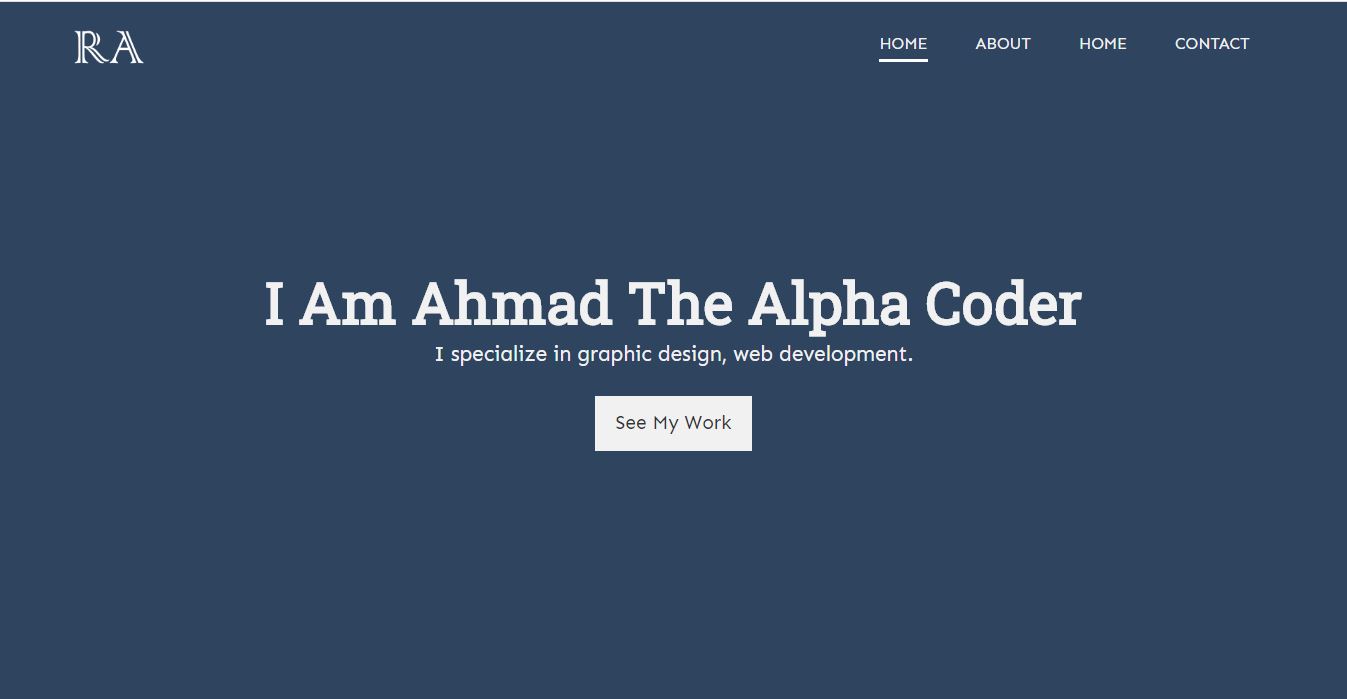 RA
HOME ABOUT HOME CONTACT
I Am Ahmad The Alpha Coder
I specialize in graphic design, web development.
See My Work